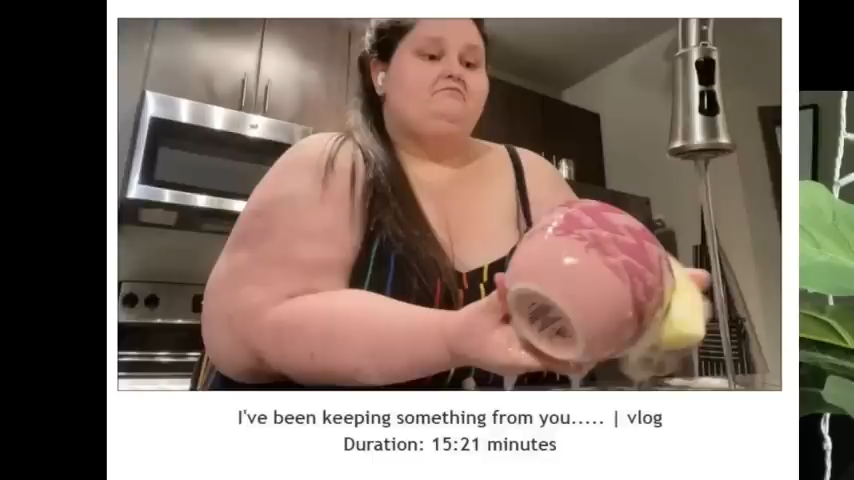 I've been keeping something from you..... | vlog
Duration: 15:21 minutes